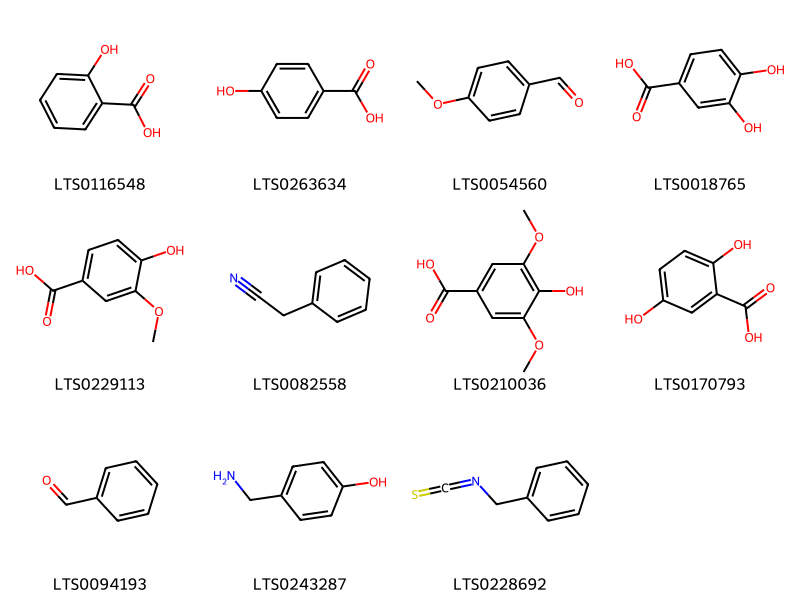 OH
O
OH
LTS0116548
HO
O
OH
LTS0263634
O
O
LTS0054560
HO
O
OH
OH
LTS0018765
HO
O
OH
O
LTS0229113
N
LTS0082558
HO
O
O
OH
O
LTS0210036
OH
HO
O
OH
LTS0170793
O
LTS0094193
H₂N
OH
LTS0243287
S
C
N
LTS0228692